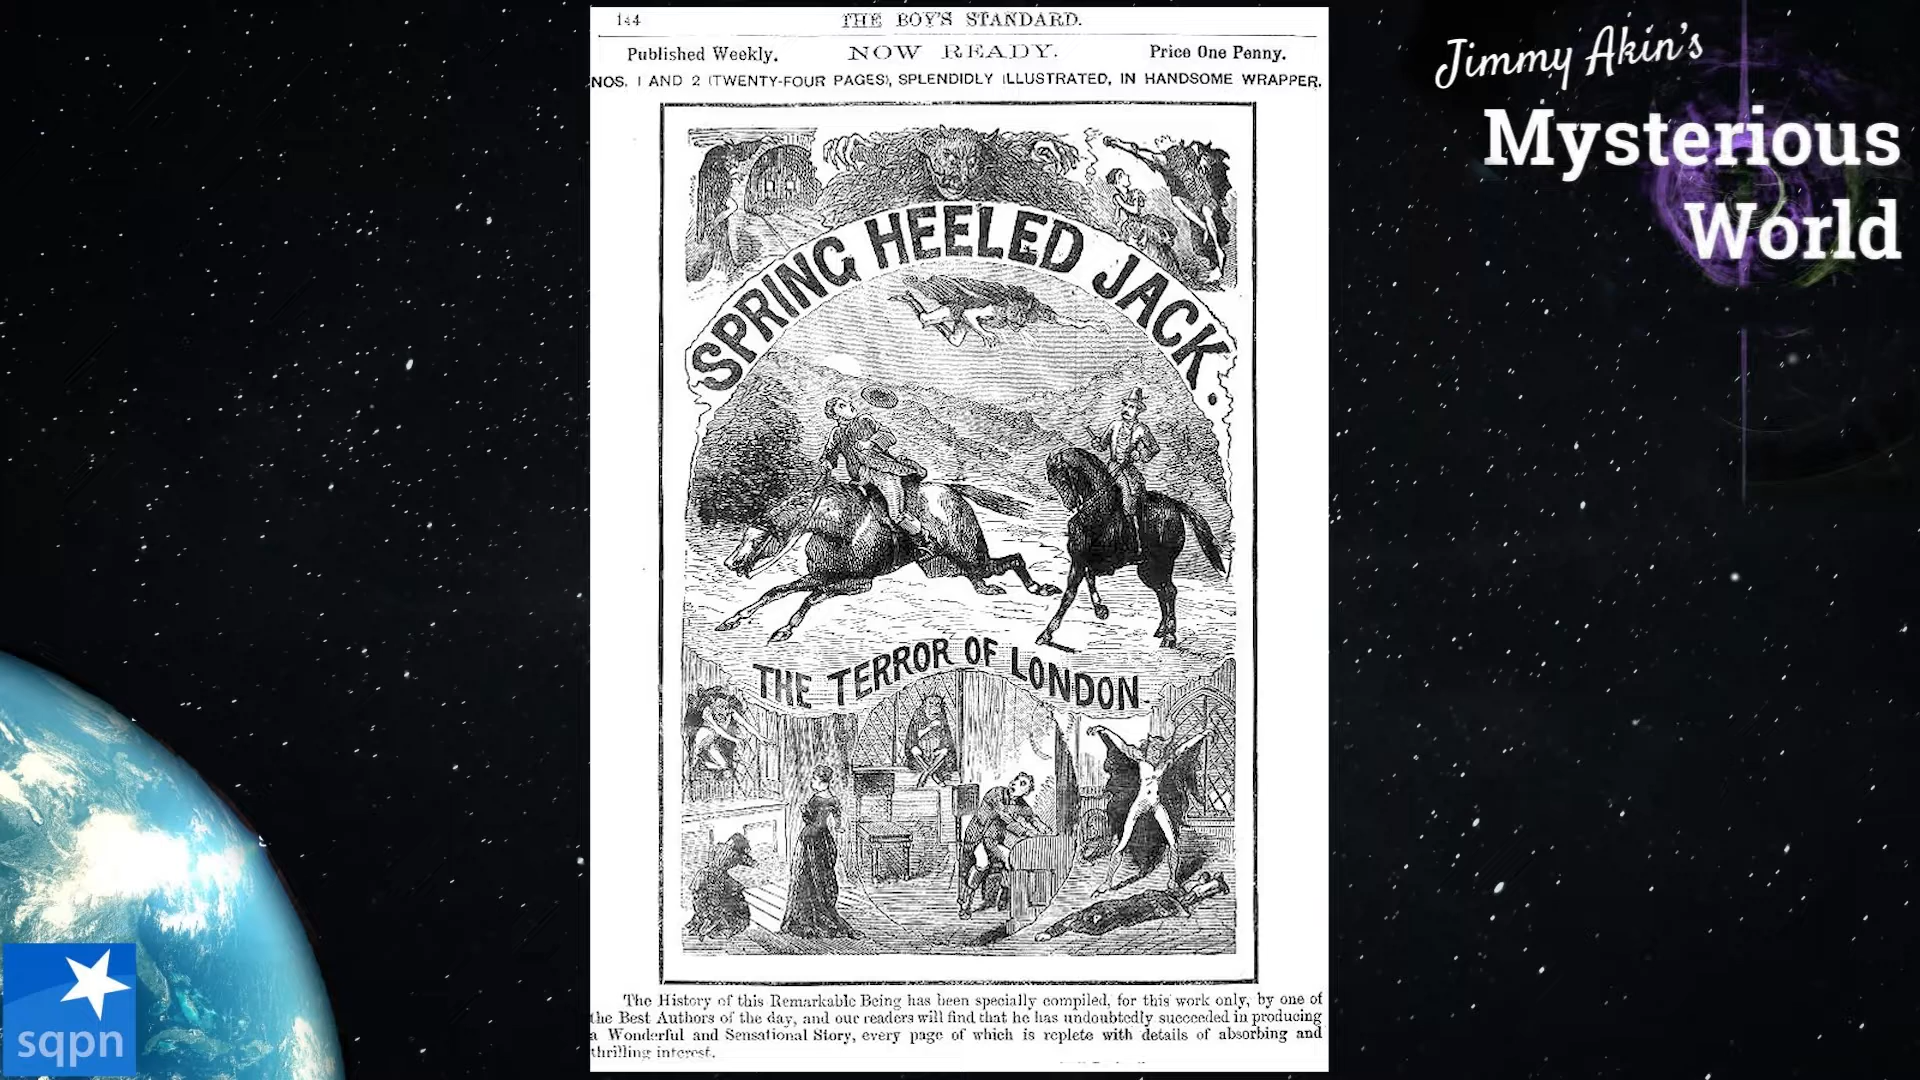 144
THE BOY'S STANDARD.
Published Weekly.
NOW READY.
Price One Penny.
NOS. 1 AND 2 (TWENTY-FOUR PAGES), SPLENDIDLY ILLUSTRATED, IN HANDSOME WRAPPER.
SPRING HEELED JACK.
THE TERROR OF LONDON.
The History of this Remarkable Being has been specially compiled, for this work only, by one of
the Best Authors of the day, and our readers will find that he has undoubtedly succeeded in producing
a Wonderful and Sensational Story, every page of which is replete with details of absorbing and
thrilling interest.
Jimmy Akin's
Mysterious
World
sqpn